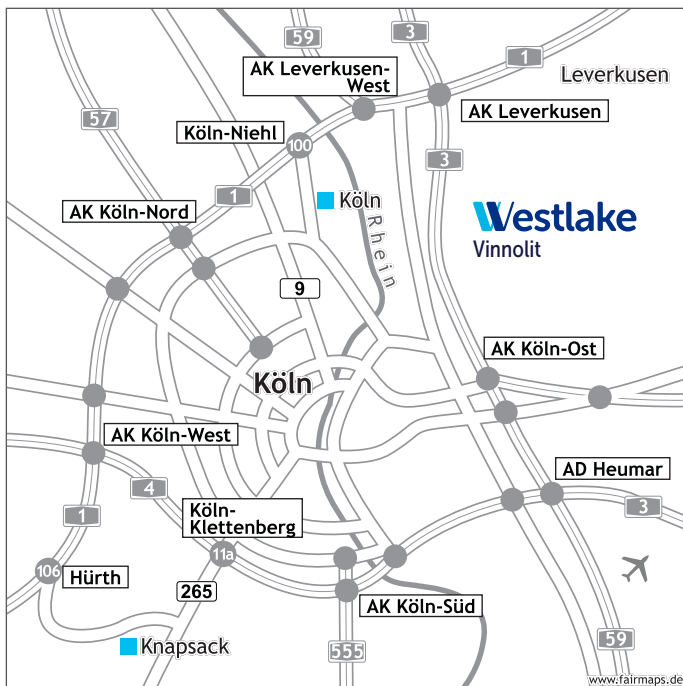 59
3
1
AK Leverkusen-
West
Leverkusen
AK Leverkusen
57
Köln-Niehl
100
3
1
Köln
Rhein
AK Köln-Nord
Westlake
Vinnolit
9
AK Köln-Ost
Köln
AK Köln-West
AD Heumar
4
Köln-
Klettenberg
1
3
11a
106
Hürth
265
AK Köln-Süd
Knapsack
555
59
www.fairmaps.de